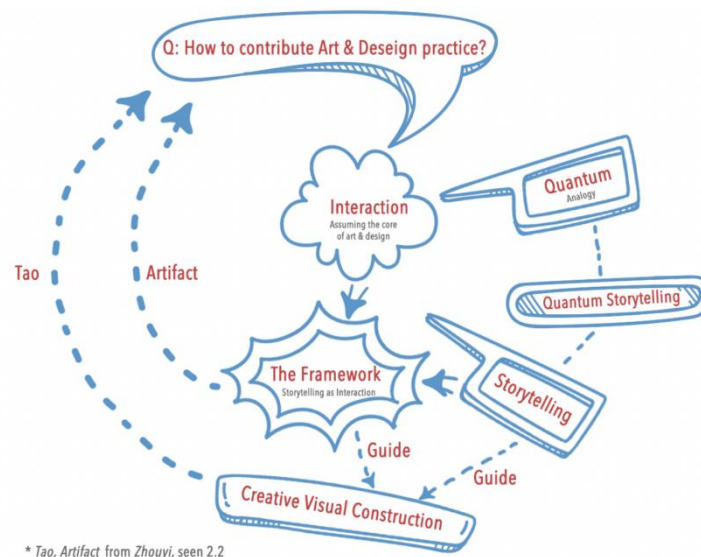 Q: How to contribute Art & Deseign practice?
Quantum
Analogy
Interaction
Assuming the core
of art & design
Tao
Artifact
Quantum Storytelling
The Framework
Storytelling as Interaction
Storytelling
Guide
Guide
Creative Visual Construction
* Tao, Artifact from Zhouyi, seen 2.2